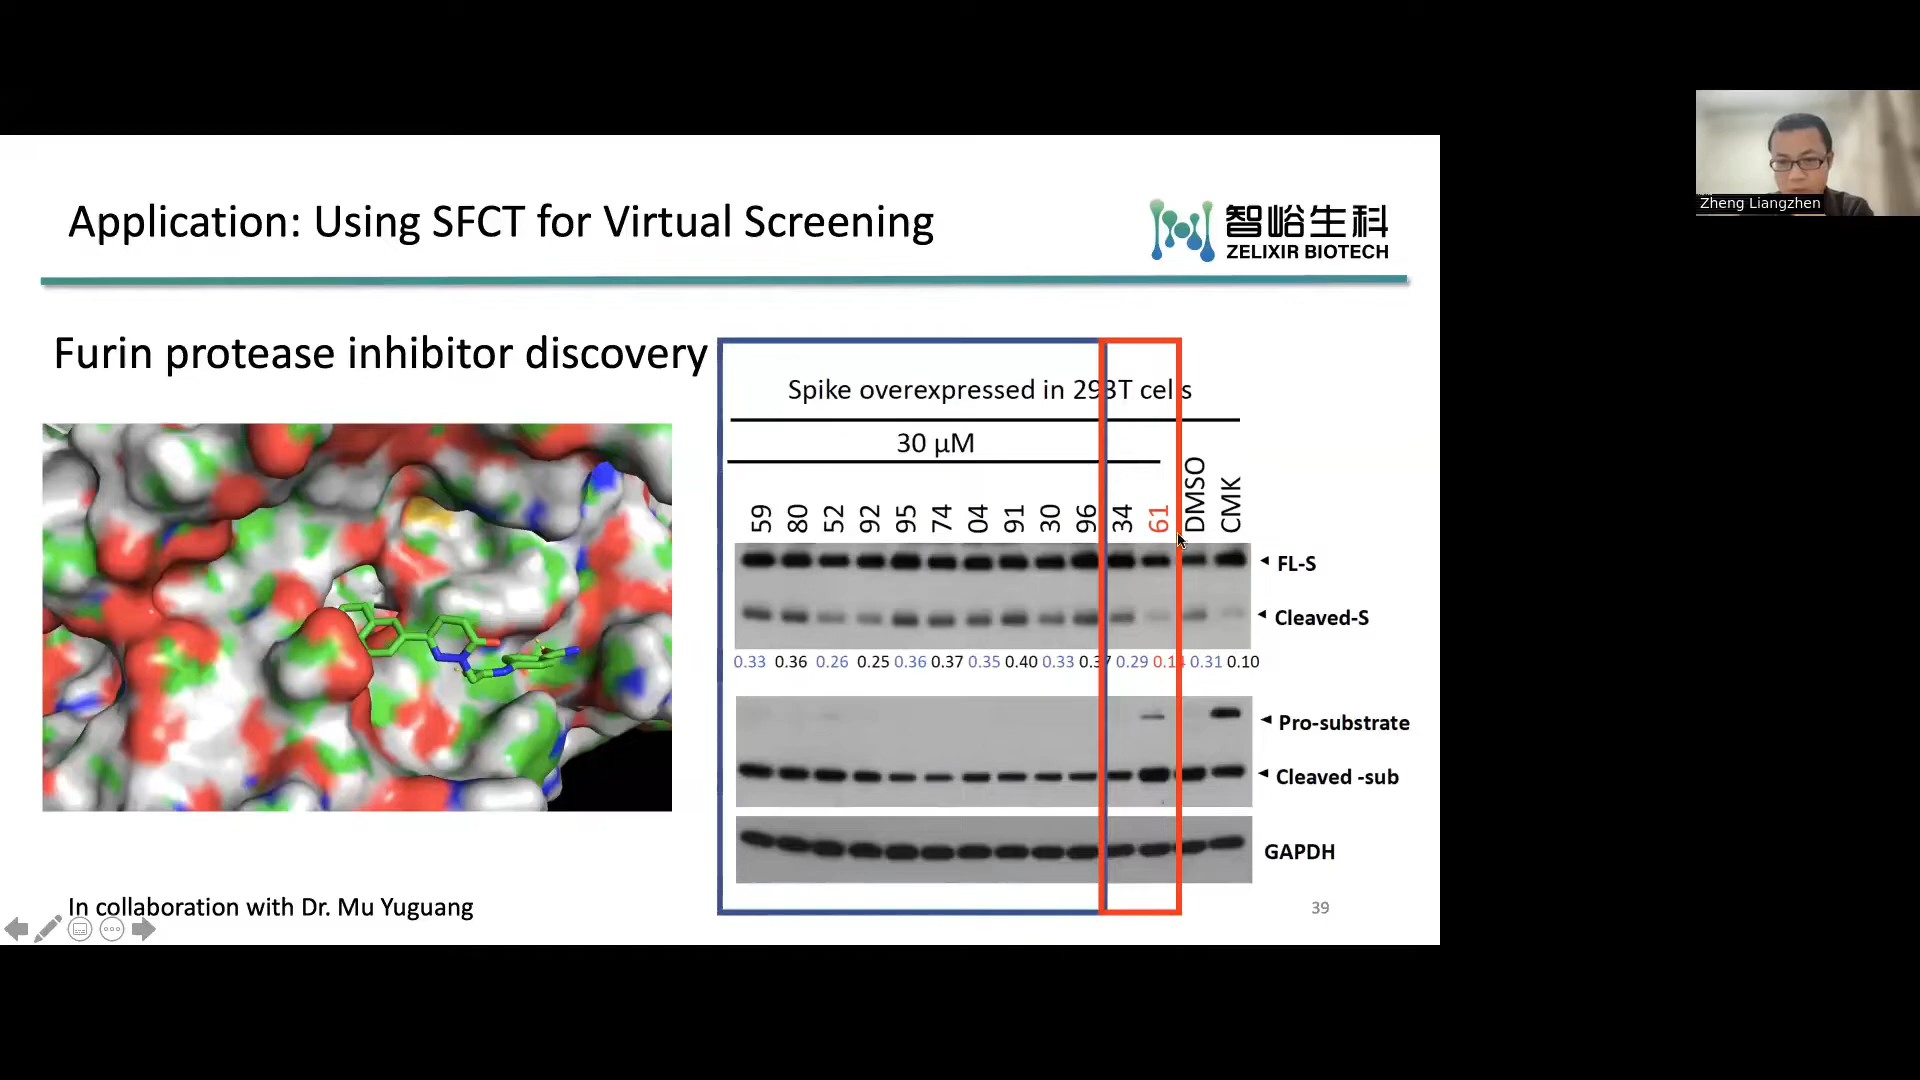 Zheng Liangzhen
Application: Using SFCT for Virtual Screening
智峪生科
ZELIXIR BIOTECH
Furin protease inhibitor discovery
Spike overexpressed in 293T cells
30 µM
59 80 52 92 95 74 04 91 30 96 34 61 DMSO CMK
FL-S
Cleaved-S
0.33 0.36 0.26 0.25 0.36 0.37 0.35 0.40 0.33 0.37 0.29 0.14 0.31 0.10
Pro-substrate
Cleaved -sub
GAPDH
In collaboration with Dr. Mu Yuguang
39